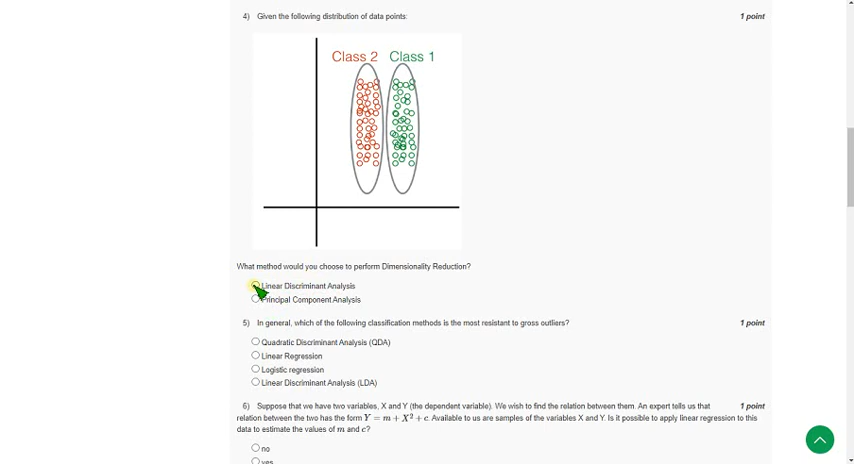 4) Given the following distribution of data points:
1 point
Class 2 Class 1
What method would you choose to perform Dimensionality Reduction?
Linear Discriminant Analysis
Principal Component Analysis
5) In general, which of the following classification methods is the most resistant to gross outliers?
1 point
Quadratic Discriminant Analysis (QDA)
Linear Regression
Logistic regression
Linear Discriminant Analysis (LDA)
6) Suppose that we have two variables, X and Y (the dependent variable). We wish to find the relation between them. An expert tells us that
1 point
relation between the two has the form Y = m + X² + c. Available to us are samples of the variables X and Y. Is it possible to apply linear regression to this
data to estimate the values of m and c?
no
yes